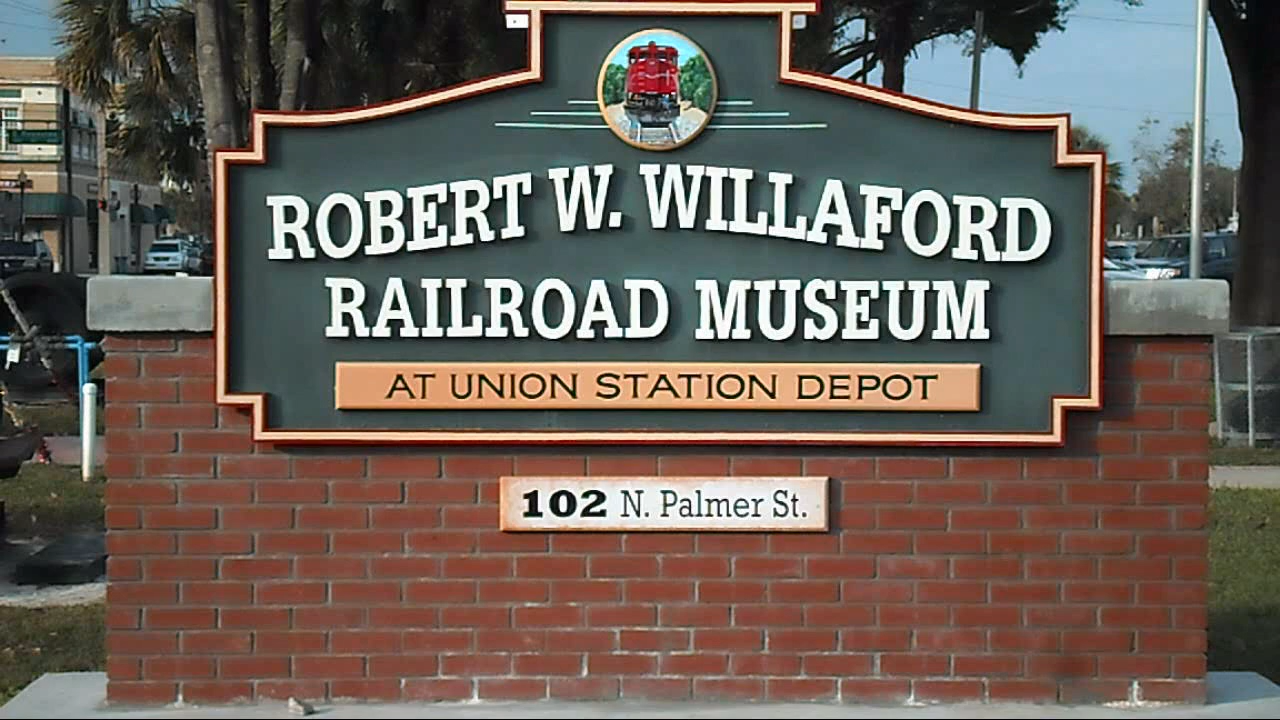 ROBERT W. WILLAFORD
RAILROAD MUSEUM
AT UNION STATION DEPOT
102 N. Palmer St.